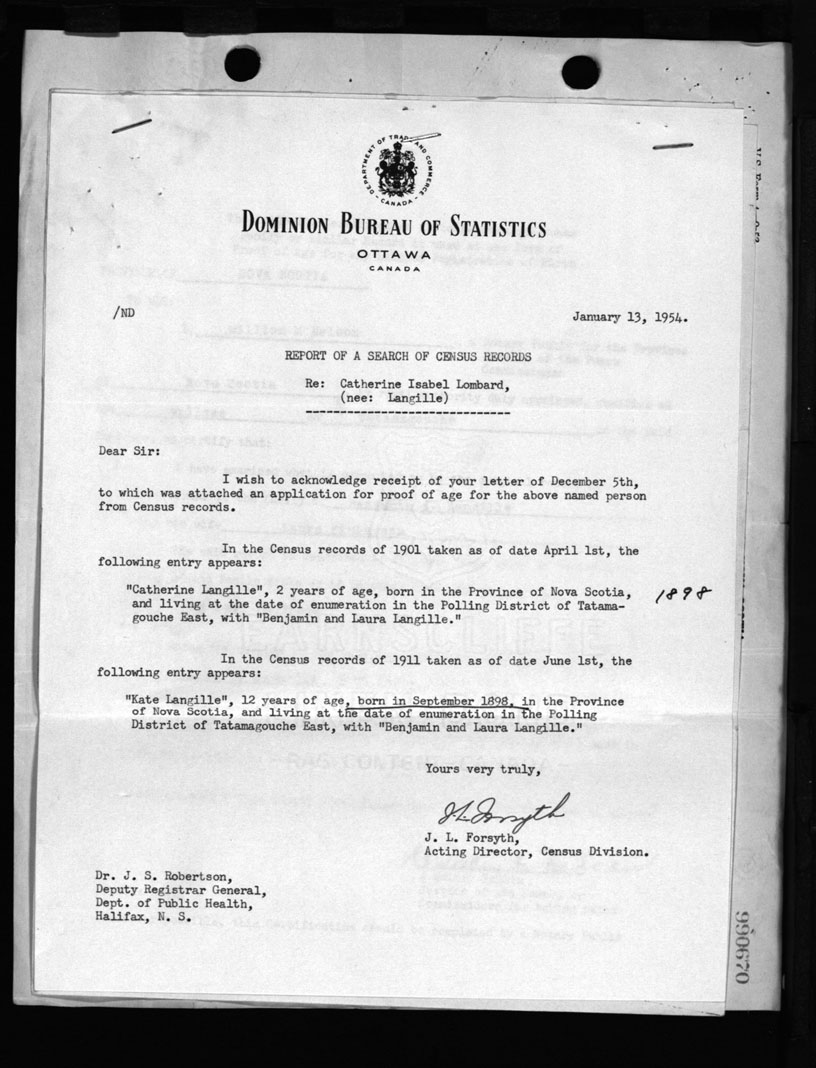 DEPARTMENT OF TRADE AND COMMERCE
- CANADA -
DOMINION BUREAU OF STATISTICS
OTTAWA
CANADA
/ND
January 13, 1954.
REPORT OF A SEARCH OF CENSUS RECORDS
Re: Catherine Isabel Lombard,
(nee: Langille)
------------------------------
Dear Sir:
I wish to acknowledge receipt of your letter of December 5th,
to which was attached an application for proof of age for the above named person
from Census records.
In the Census records of 1901 taken as of date April 1st, the
following entry appears:
"Catherine Langille", 2 years of age, born in the Province of Nova Scotia,
and living at the date of enumeration in the Polling District of Tatama-
gouche East, with "Benjamin and Laura Langille."
1898
In the Census records of 1911 taken as of date June 1st, the
following entry appears:
"Kate Langille", 12 years of age, born in September 1898, in the Province
of Nova Scotia, and living at the date of enumeration in the Polling
District of Tatamagouche East, with "Benjamin and Laura Langille."
Yours very truly,
J. L. Forsyth
J. L. Forsyth,
Acting Director, Census Division.
Dr. J. S. Robertson,
Deputy Registrar General,
Dept. of Public Health,
Halifax, N. S.
079066